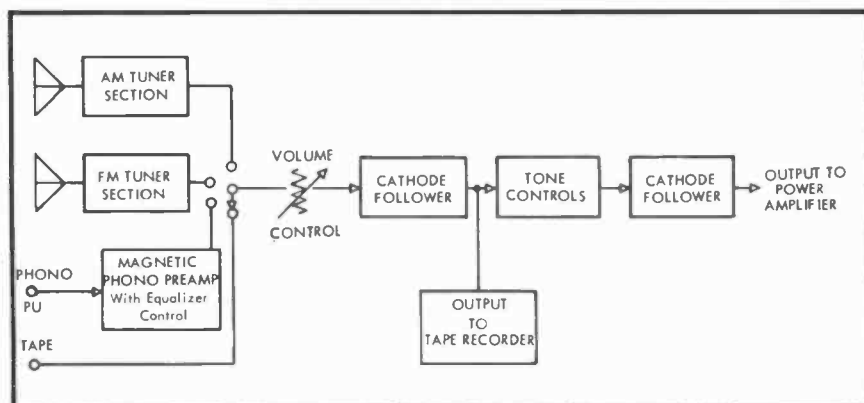 AM TUNER
SECTION
FM TUNER
SECTION
VOLUME
CONTROL
CATHODE
FOLLOWER
TONE
CONTROLS
CATHODE
FOLLOWER
OUTPUT TO
POWER
AMPLIFIER
PHONO
PU
MAGNETIC
PHONO PREAMP
With Equalizer
Control
TAPE
OUTPUT
TO
TAPE RECORDER